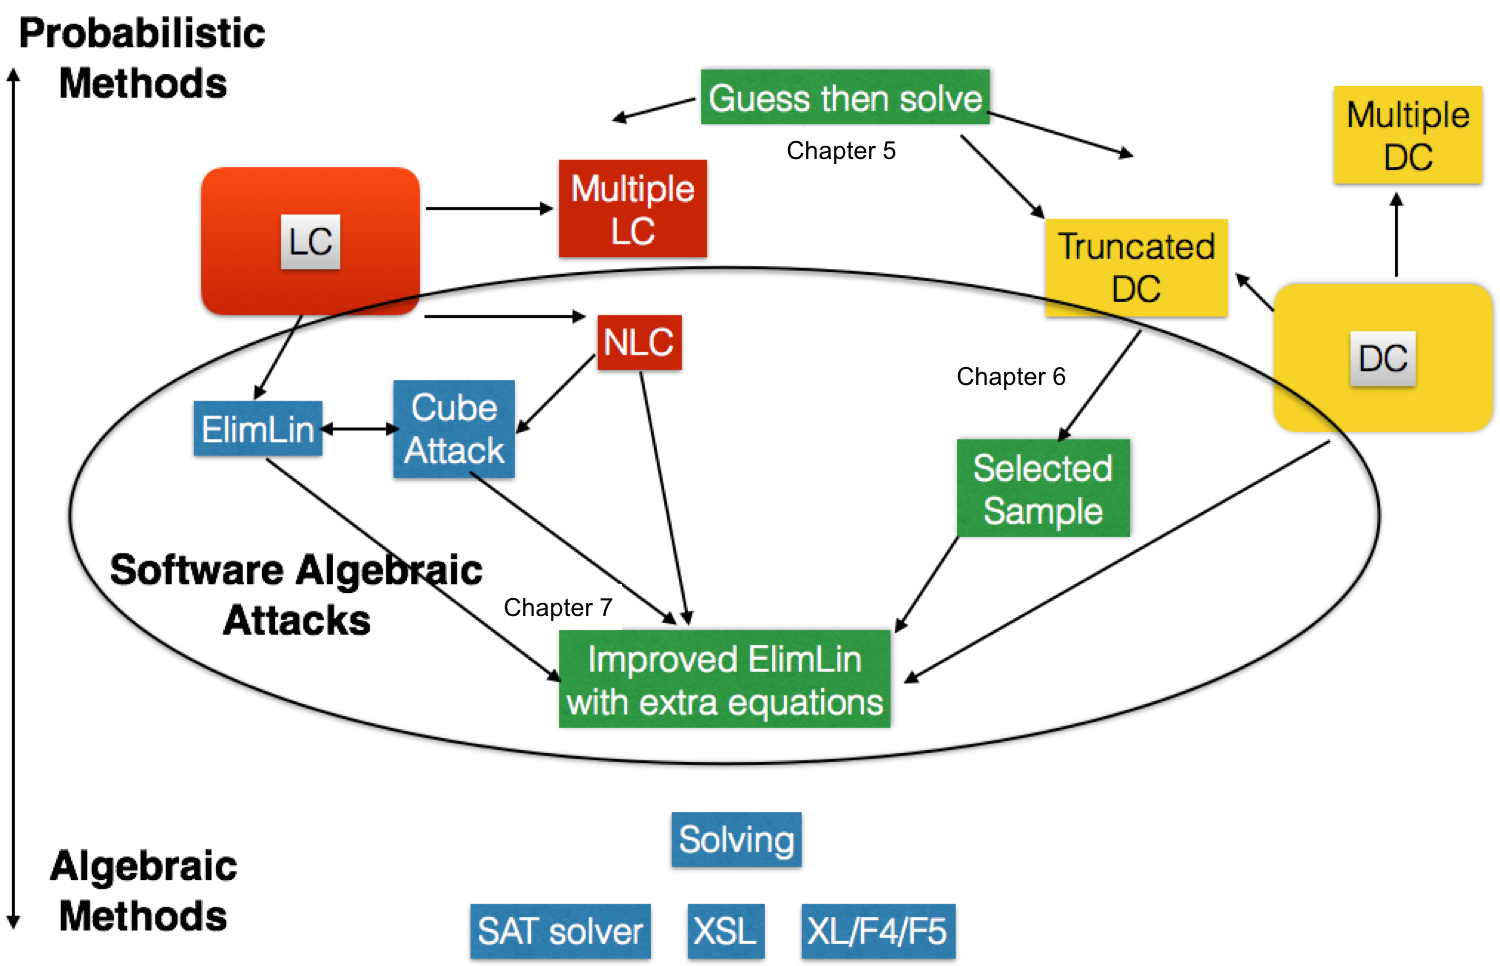 Probabilistic
Methods
Guess then solve
Chapter 5
Multiple
DC
LC
Multiple
LC
Truncated
DC
NLC
DC
Chapter 6
ElimLin
Cube
Attack
Selected
Sample
Software Algebraic
Attacks
Chapter 7
Improved ElimLin
with extra equations
Solving
Algebraic
Methods
SAT solver
XSL
XL/F4/F5